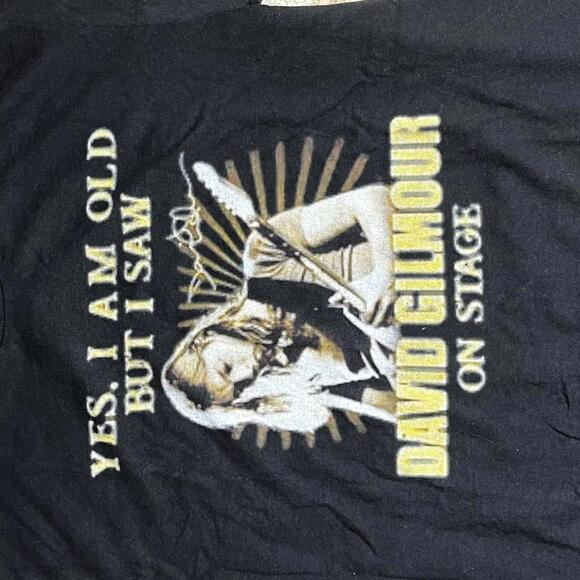 YES. I AM OLD
BUT I SAW
DAVID GILMOUR
ON STAGE